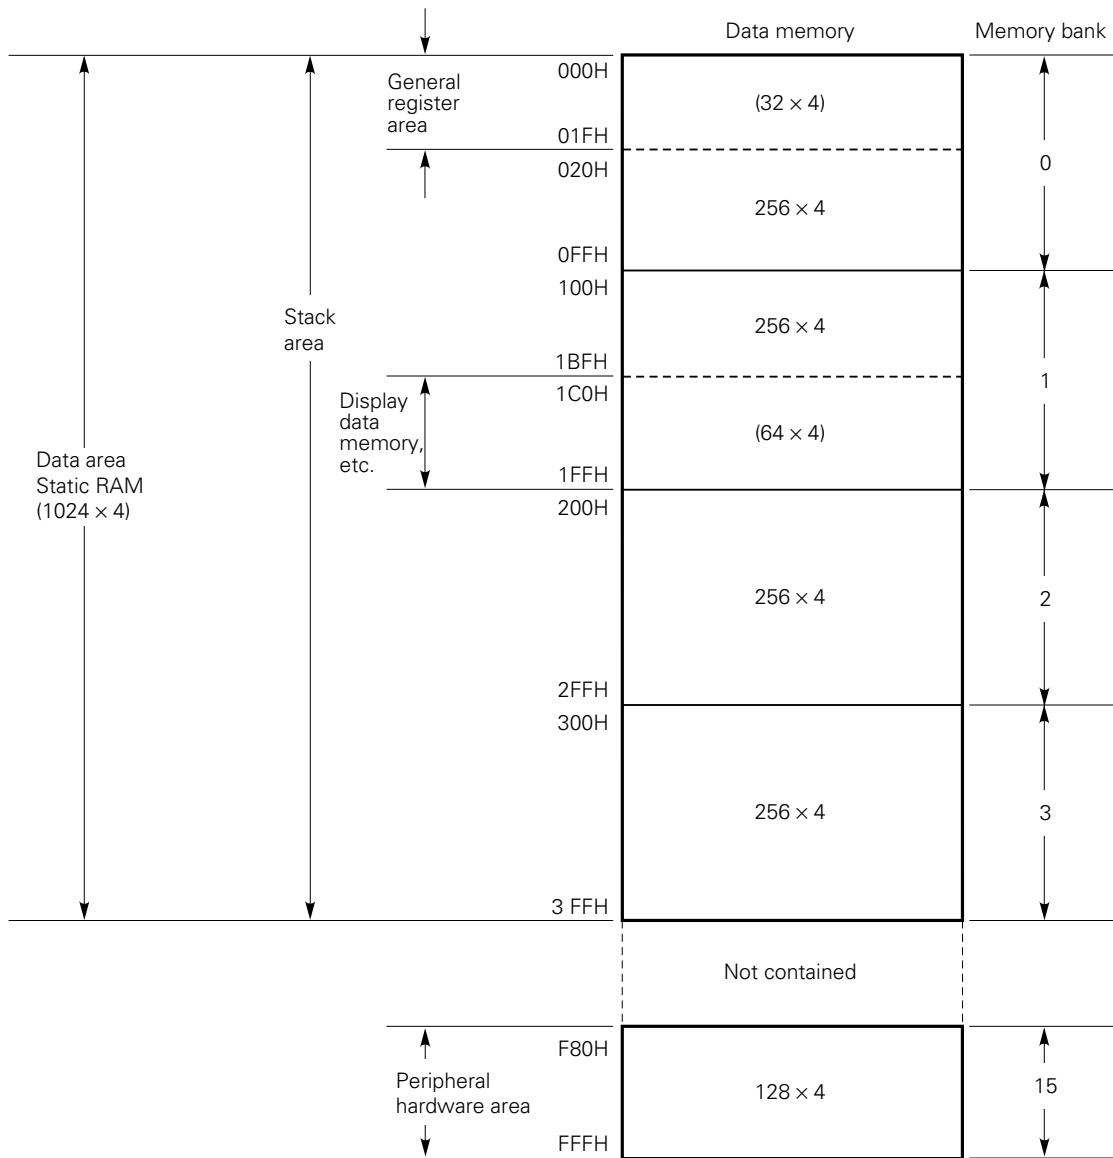 Data memory
Memory bank
General
register
area
000H
(32 × 4)
01FH
020H
256 × 4
0FFH
0
100H
256 × 4
1BFH
1C0H
(64 × 4)
1FFH
1
Stack
area
Display
data
memory,
etc.
Data area
Static RAM
(1024 × 4)
200H
256 × 4
2FFH
2
300H
256 × 4
3 FFH
3
Not contained
F80H
Peripheral
hardware area
128 × 4
15
FFFH